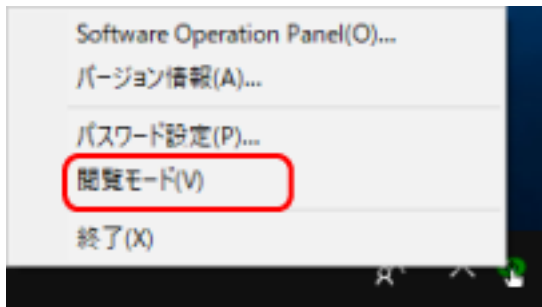 Software Operation Panel(O)...
バージョン情報(A)...
パスワード設定(P)...
閲覧モード(V)
終了(X)